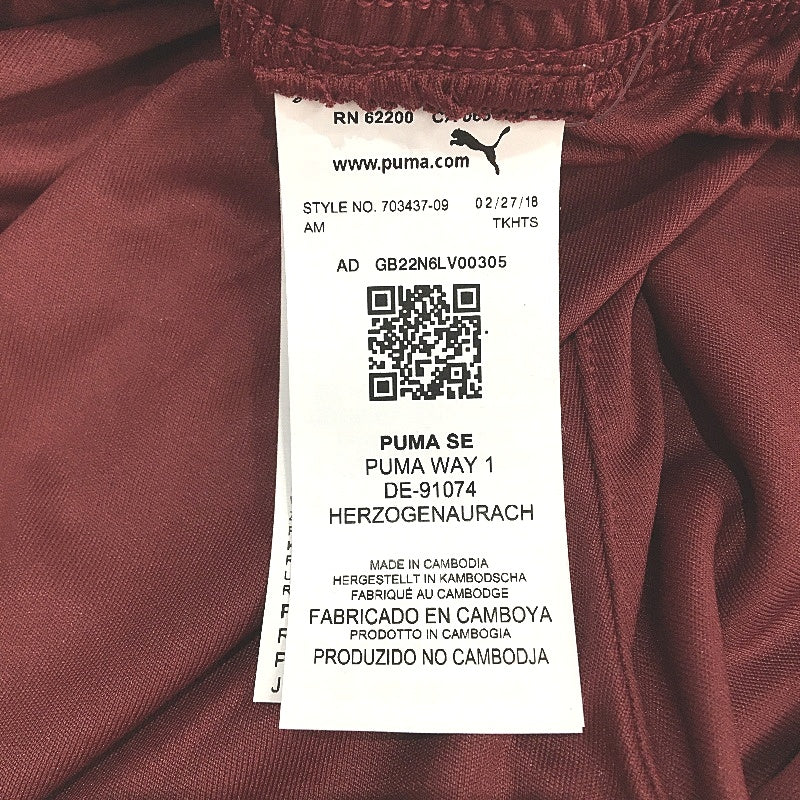 RN 62200
www.puma.com
STYLE NO. 703437-09 02/27/18
AM TKHTS
AD GB22N6LV00305
PUMA SE
PUMA WAY 1
DE-91074
HERZOGENAURACH
MADE IN CAMBODIA
HERGESTELLT IN KAMBODSCHA
FABRIQUÉ AU CAMBODGE
FABRICADO EN CAMBOYA
PRODOTTO IN CAMBOGIA
PRODUZIDO NO CAMBODJA